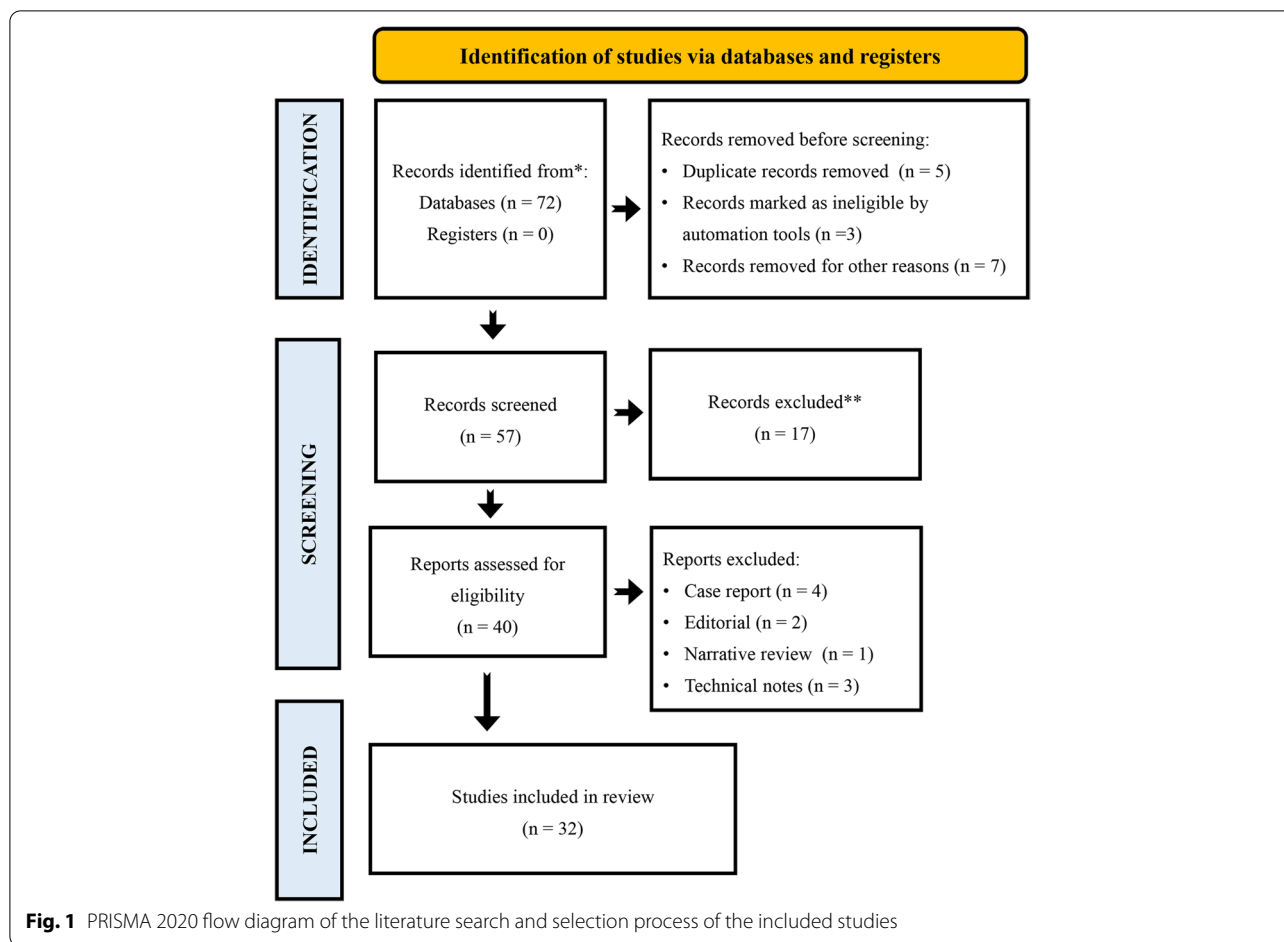 Identification of studies via databases and registers
IDENTIFICATION
Records identified from*:
Databases (n = 72)
Registers (n = 0)
Records removed before screening:
• Duplicate records removed (n = 5)
• Records marked as ineligible by
automation tools (n =3)
• Records removed for other reasons (n = 7)
SCREENING
Records screened
(n = 57)
Records excluded**
(n = 17)
Reports assessed for
eligibility
(n = 40)
Reports excluded:
• Case report (n = 4)
• Editorial (n = 2)
• Narrative review (n = 1)
• Technical notes (n = 3)
INCLUDED
Studies included in review
(n = 32)
Fig. 1 PRISMA 2020 flow diagram of the literature search and selection process of the included studies